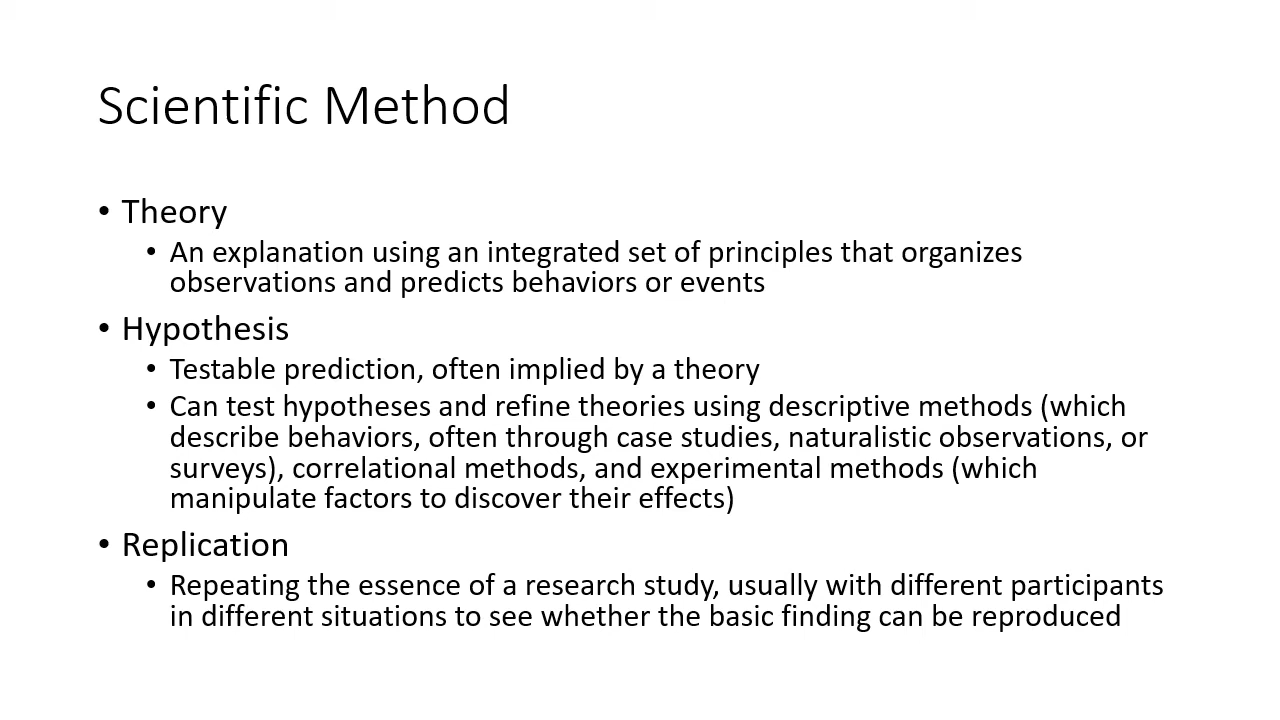 Scientific Method
• Theory
• An explanation using an integrated set of principles that organizes
observations and predicts behaviors or events
• Hypothesis
• Testable prediction, often implied by a theory
• Can test hypotheses and refine theories using descriptive methods (which
describe behaviors, often through case studies, naturalistic observations, or
surveys), correlational methods, and experimental methods (which
manipulate factors to discover their effects)
• Replication
• Repeating the essence of a research study, usually with different participants
in different situations to see whether the basic finding can be reproduced